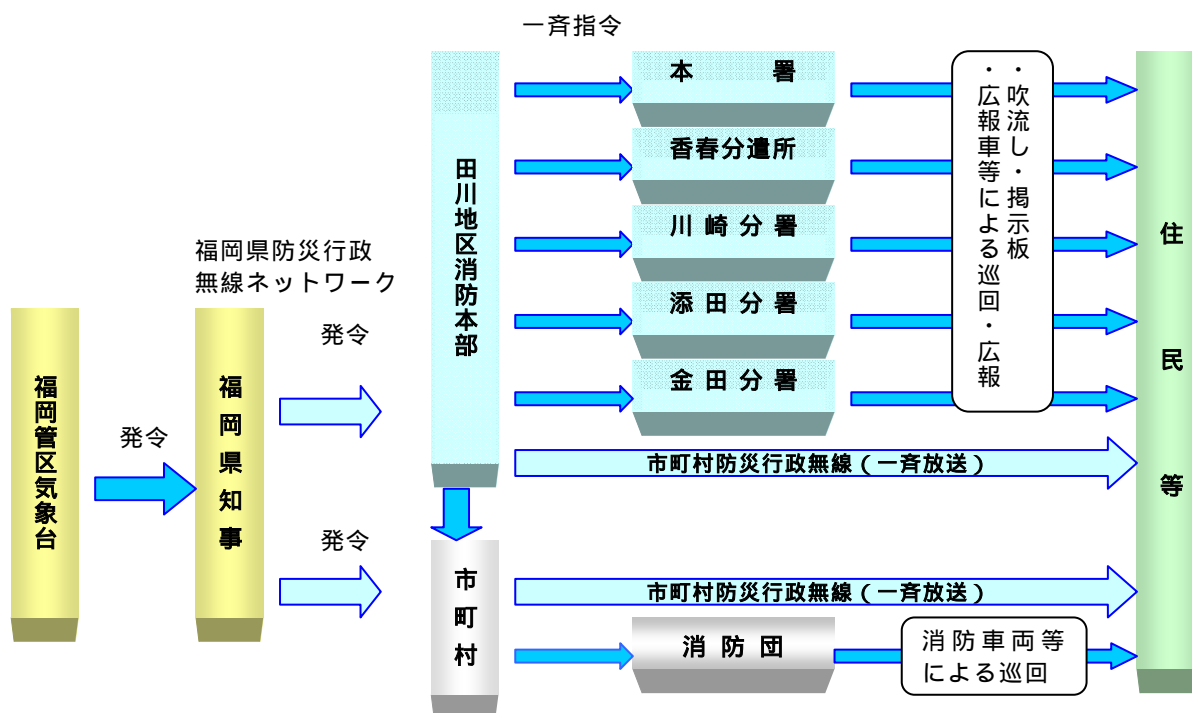 一斉指令
本　署
香春分遣所
川崎分署
添田分署
金田分署
・吹流し・掲示板
・広報車等による巡回・広報
住民等
田川地区消防本部
福岡県防災行政
無線ネットワーク
発令
福岡管区気象台
発令
福岡県知事
市町村防災行政無線（一斉放送）
発令
市町村
市町村防災行政無線（一斉放送）
消防団
消防車両等
による巡回